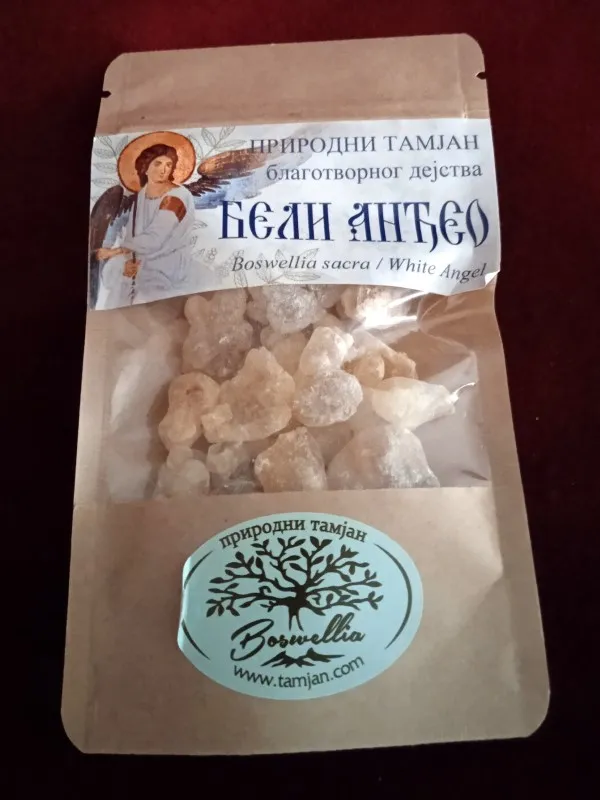 ПРИРОДНИ ТАМЈАН
благотворног дејства
БЕЛИ АНЂЕО
Boswellia sacra / White Angel
природни тамјан
Boswellia
www.tamjan.com